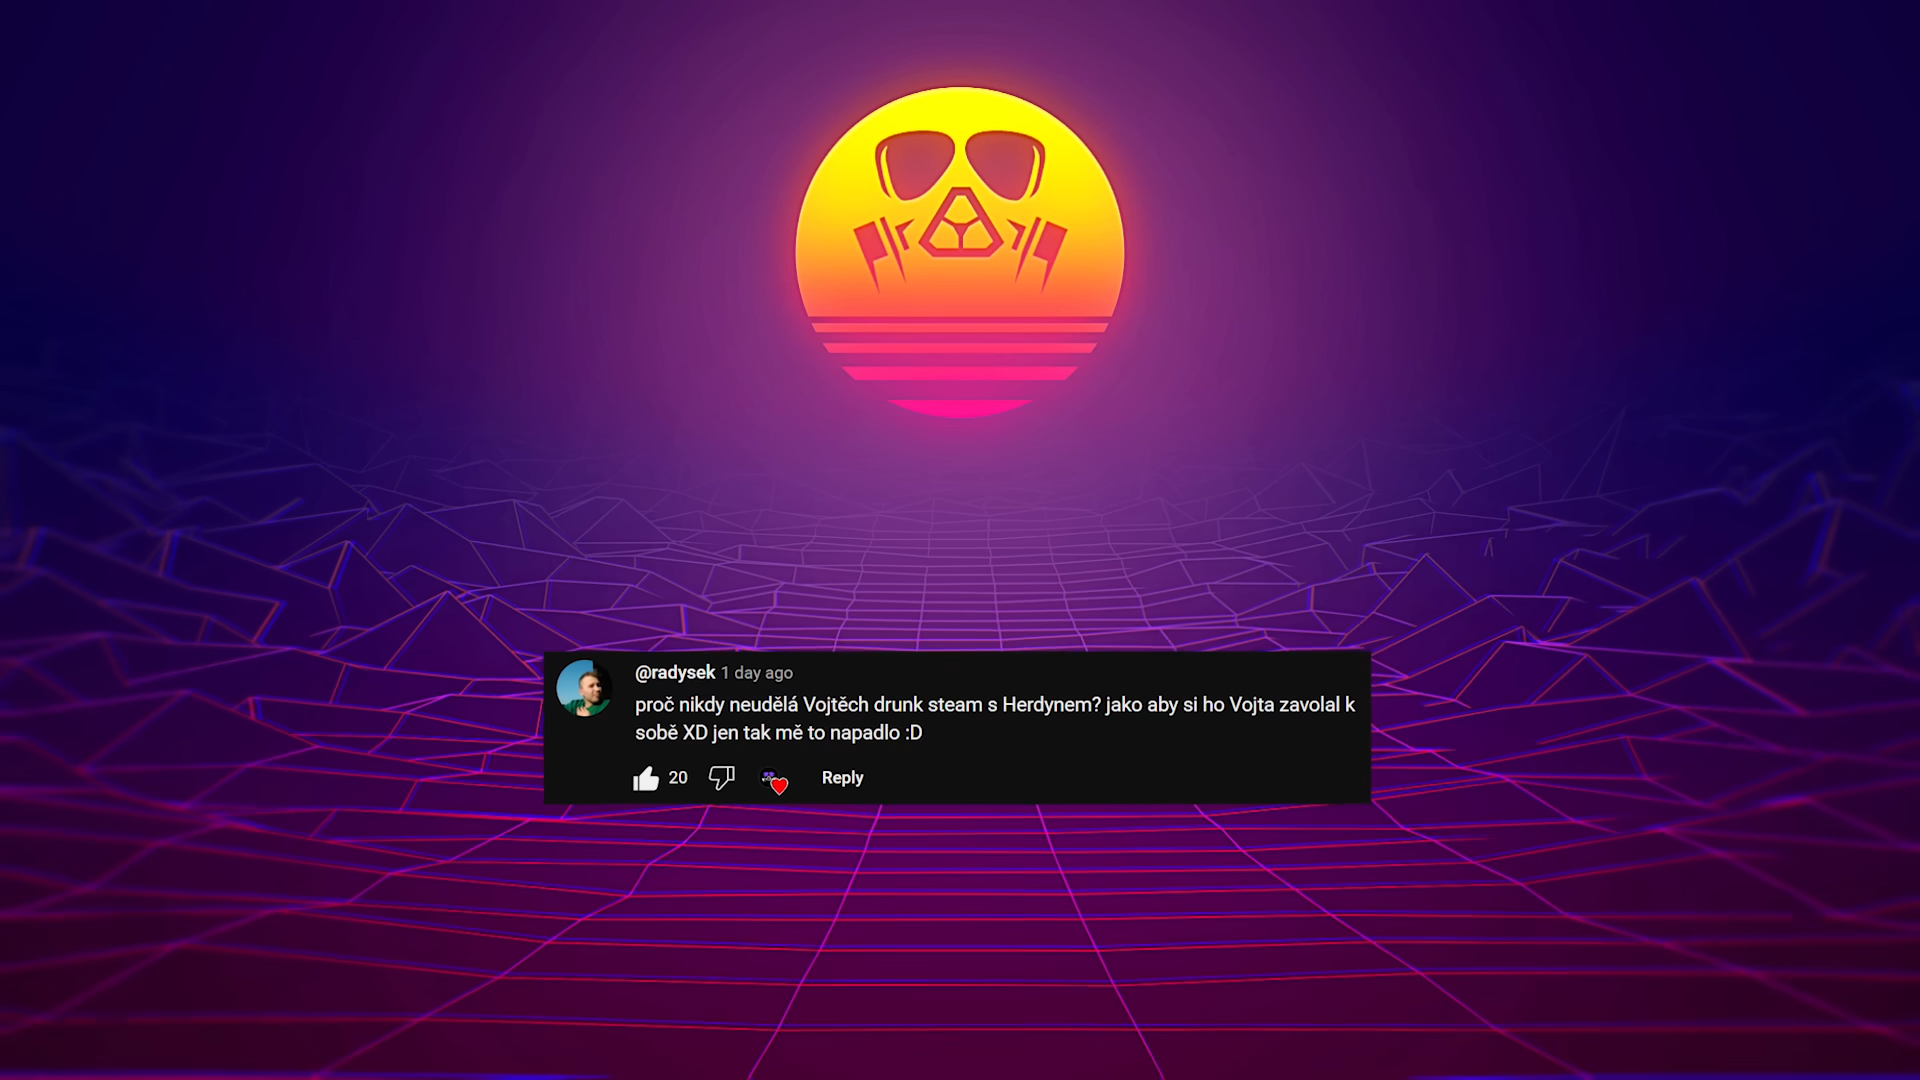 @radysek 1 day ago
proč nikdy neudělá Vojtěch drunk steam s Herdynem? jako aby si ho Vojta zavolal k
sobě XD jen tak mě to napadlo :D
20 Reply